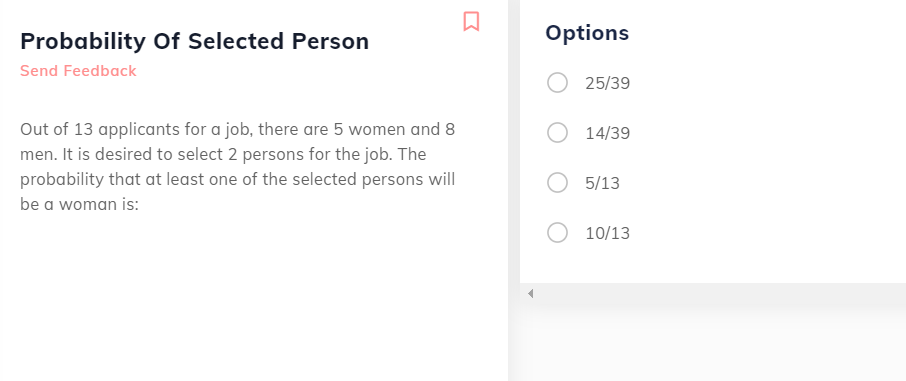 Probability Of Selected Person
Send Feedback
Out of 13 applicants for a job, there are 5 women and 8
men. It is desired to select 2 persons for the job. The
probability that at least one of the selected persons will
be a woman is:
Options
25/39
14/39
5/13
10/13